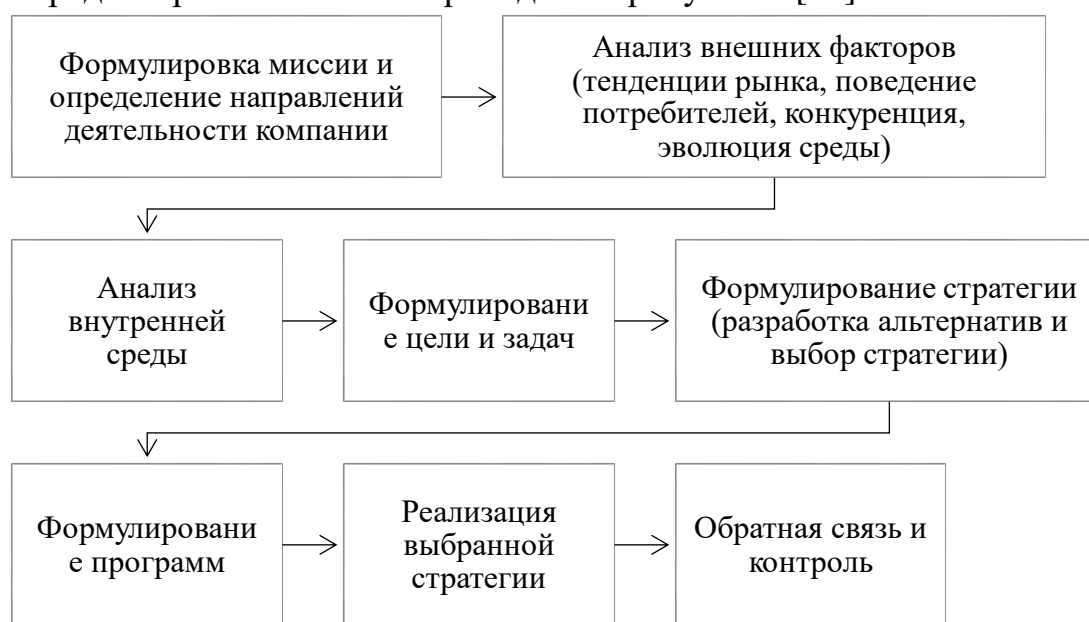 Формулировка миссии и
определение направлений
деятельности компании
Анализ внешних факторов
(тенденции рынка, поведение
потребителей, конкуренция,
эволюция среды)
Анализ
внутренней
среды
Формулировани
е цели и задач
Формулирование стратегии
(разработка альтернатив и
выбор стратегии)
Формулировани
е программ
Реализация
выбранной
стратегии
Обратная связь и
контроль